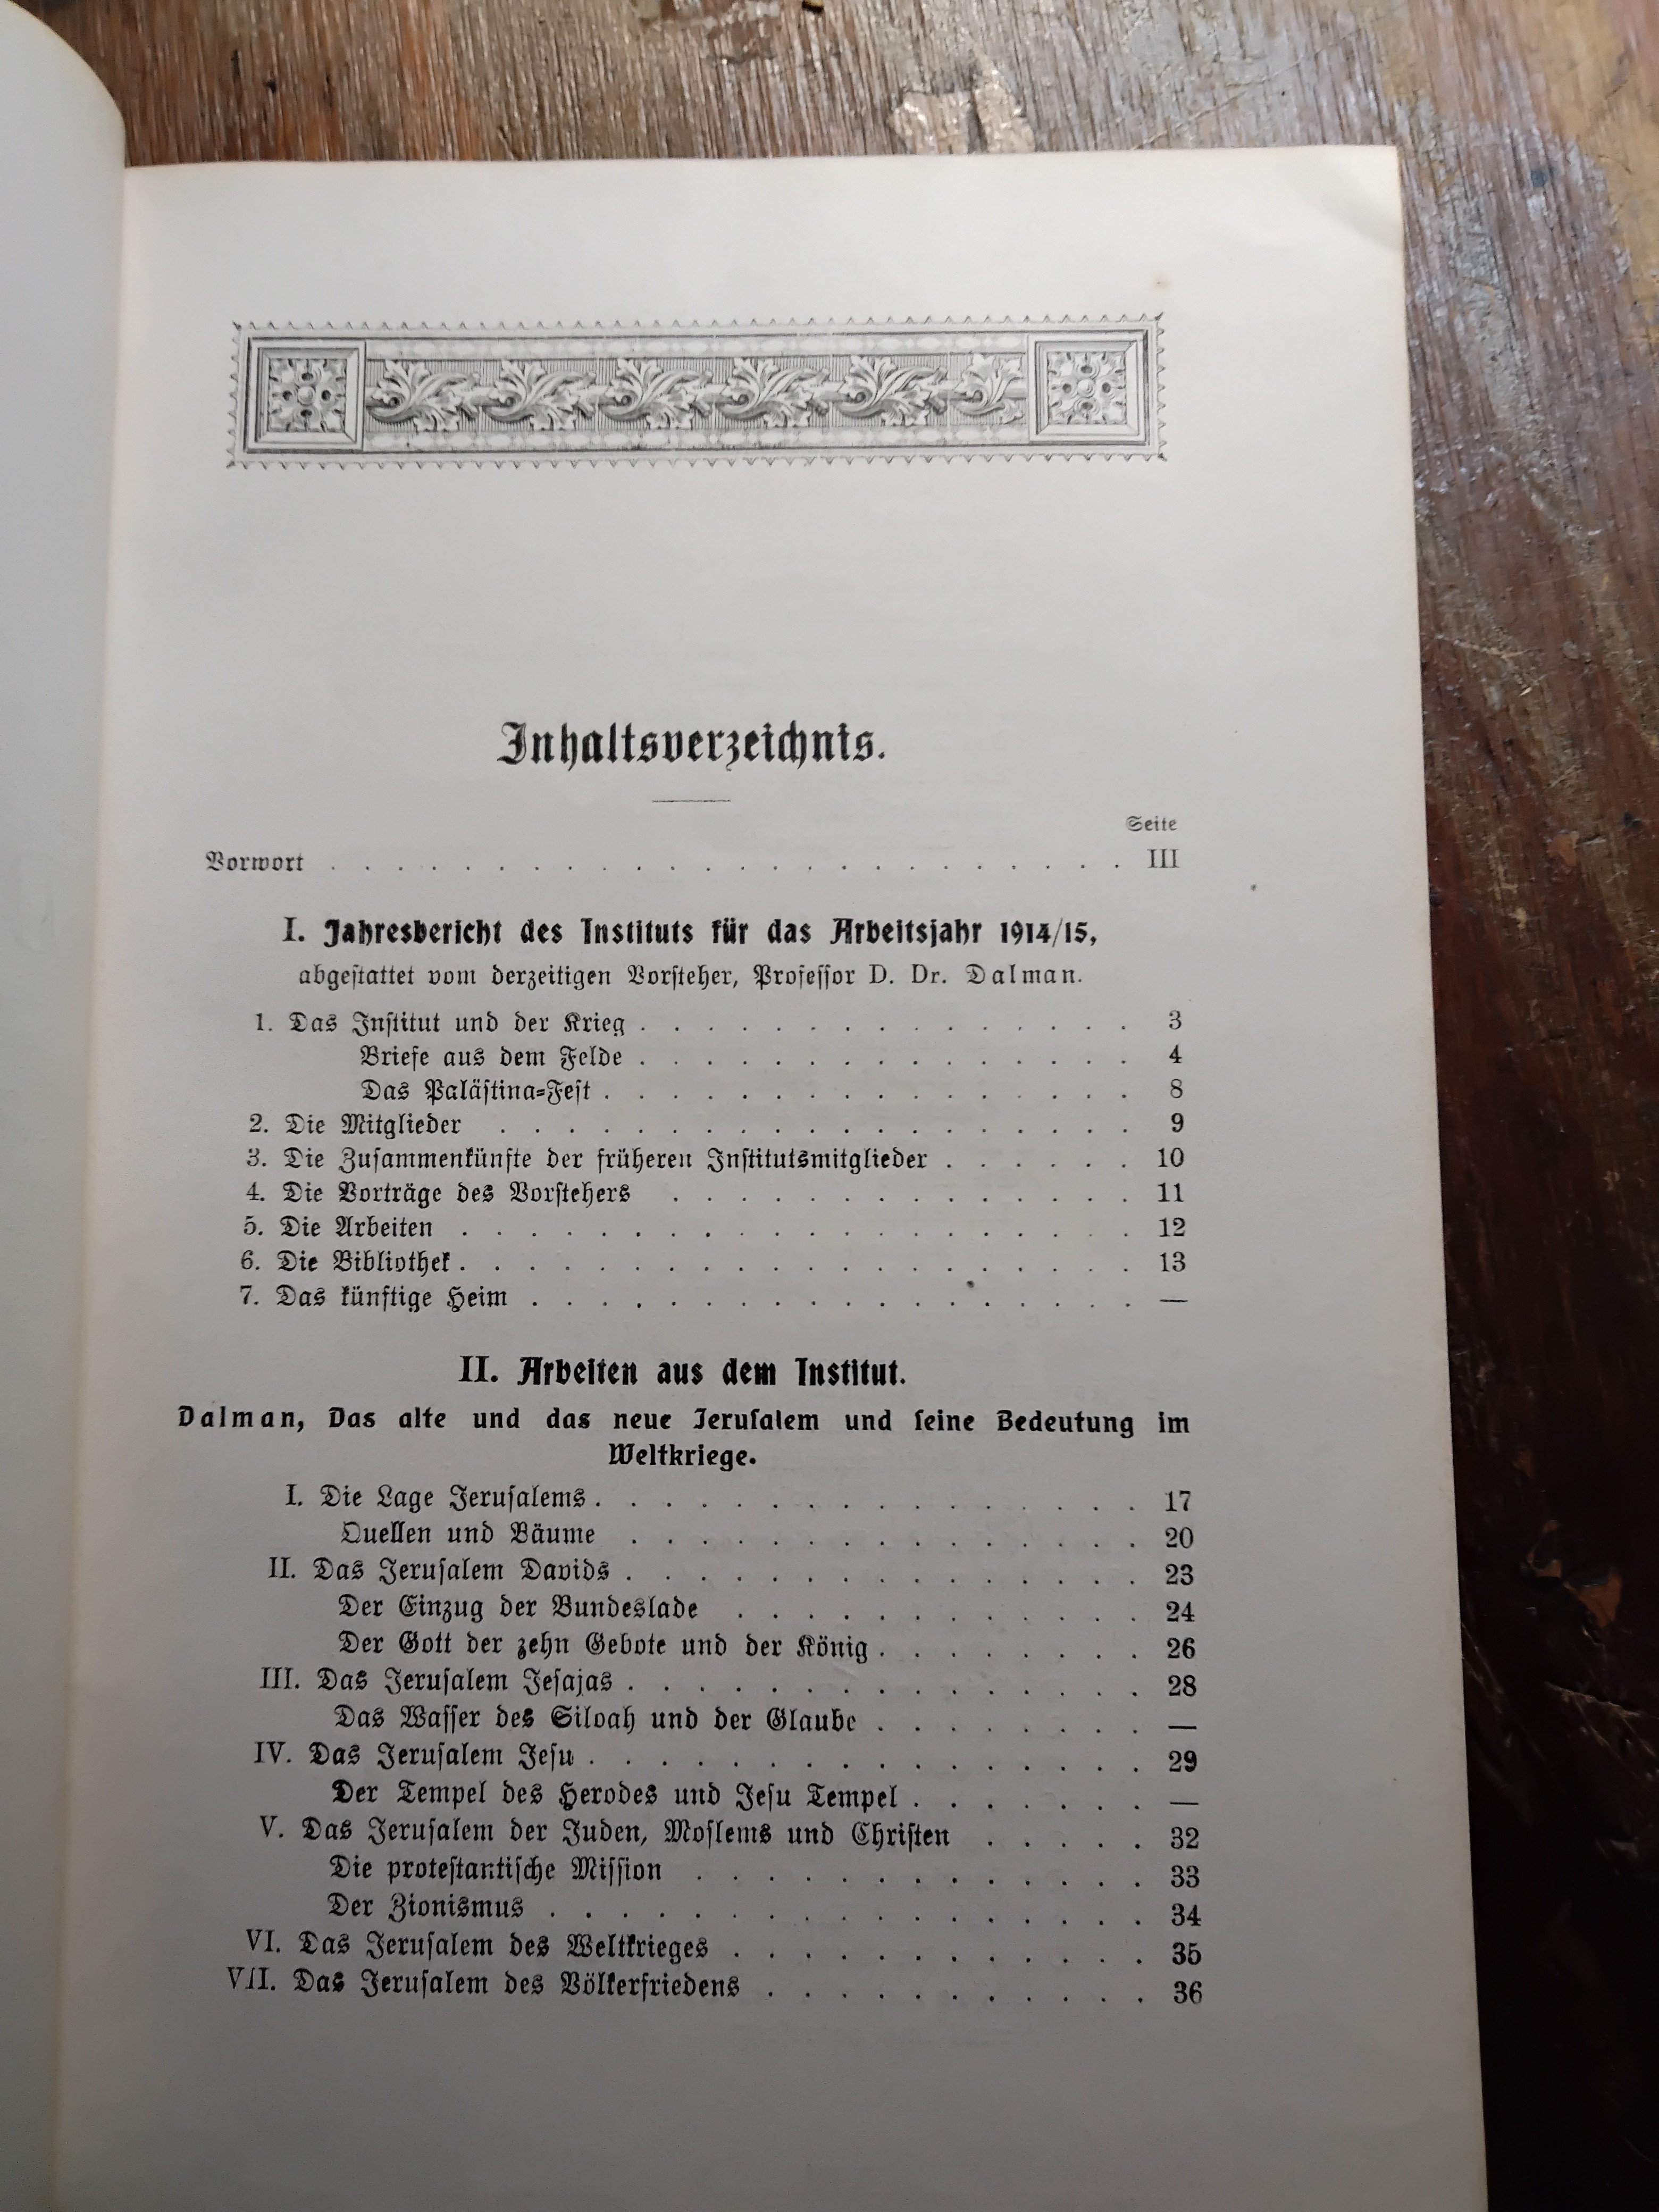 Inhaltsverzeichnis.
Seite
Vorwort . . . . . . . . . . . . . . . . . . . . . . . . III
I. Jahresbericht des Instituts für das Arbeitsjahr 1914/15,
abgestattet vom derzeitigen Vorsteher, Professor D. Dr. Dalman.
1. Das Institut und der Krieg . . . . . . . . . . . . . . . 3
Briefe aus dem Felde . . . . . . . . . . . . . . . 4
Das Palästina-Fest . . . . . . . . . . . . . . . . 8
2. Die Mitglieder . . . . . . . . . . . . . . . . . . . 9
3. Die Zusammenkünfte der früheren Institutsmitglieder . . . . . . 10
4. Die Vorträge des Vorstehers . . . . . . . . . . . . . . 11
5. Die Arbeiten . . . . . . . . . . . . . . . . . . . . 12
6. Die Bibliothek . . . . . . . . . . . . . . . . . . . . 13
7. Das künftige Heim . . . . . . . . . . . . . . . . . . —
II. Arbeiten aus dem Institut.
Dalman, Das alte und das neue Jerusalem und seine Bedeutung im
Weltkriege.
I. Die Lage Jerusalems . . . . . . . . . . . . . . . . 17
Quellen und Bäume . . . . . . . . . . . . . . . 20
II. Das Jerusalem Davids . . . . . . . . . . . . . . . 23
Der Einzug der Bundeslade . . . . . . . . . . . . 24
Der Gott der zehn Gebote und der König . . . . . . . . 26
III. Das Jerusalem Jesajas . . . . . . . . . . . . . . . 28
Das Wasser des Siloah und der Glaube . . . . . . . . —
IV. Das Jerusalem Jesu . . . . . . . . . . . . . . . . 29
Der Tempel des Herodes und Jesu Tempel . . . . . . . —
V. Das Jerusalem der Juden, Moslems und Christen . . . . . 32
Die protestantische Mission . . . . . . . . . . . . . 33
Der Zionismus . . . . . . . . . . . . . . . . . 34
VI. Das Jerusalem des Weltkrieges . . . . . . . . . . . . 35
VII. Das Jerusalem des Völkerfriedens . . . . . . . . . . . 36